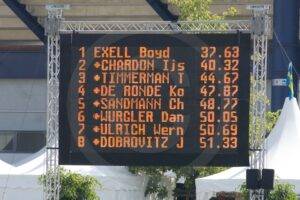 1 EXELL Boyd 37.63
2 *CHARDON Ijs 40.32
3 *TIMMERMAN T 44.67
4 *DE RONDE Ko 47.87
5 *SANDMANN Ch 48.77
6 *WURGLER Dan 50.05
7 *ULRICH Wern 50.69
8 *DOBROVITZ J 51.33